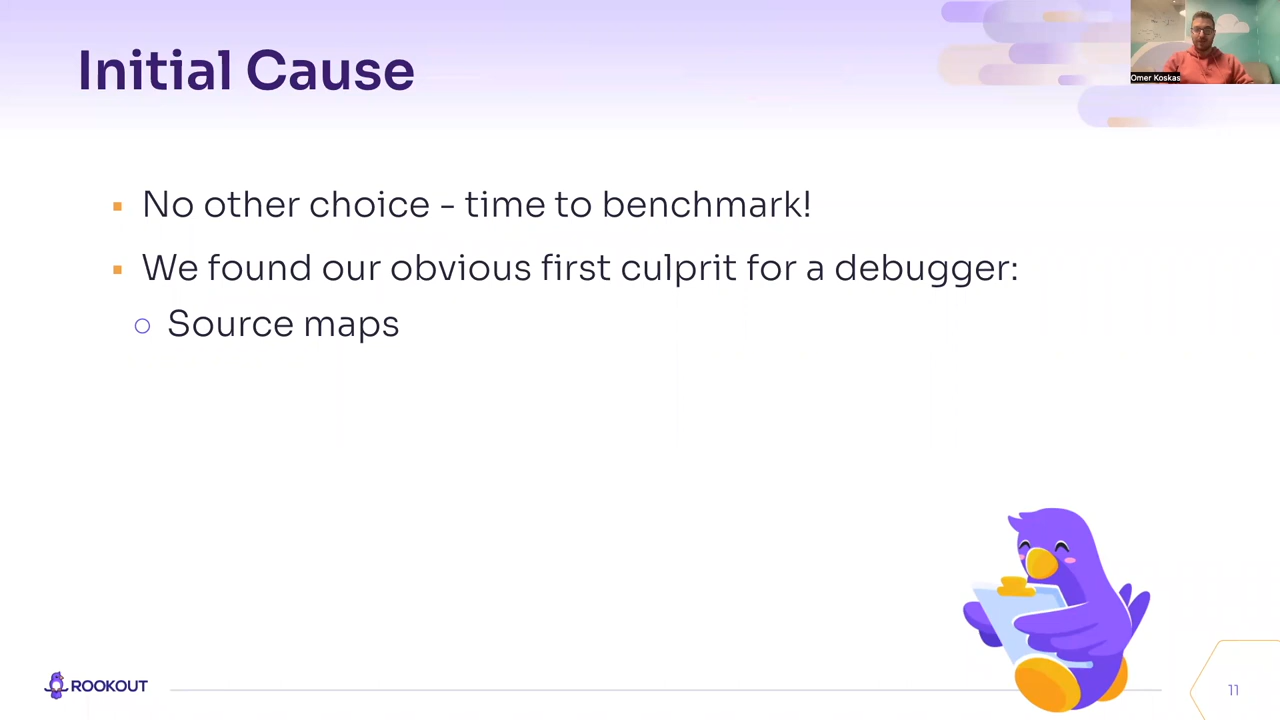 Initial Cause
Omer Koskas
▪ No other choice - time to benchmark!
▪ We found our obvious first culprit for a debugger:
○ Source maps
ROOKOUT
11